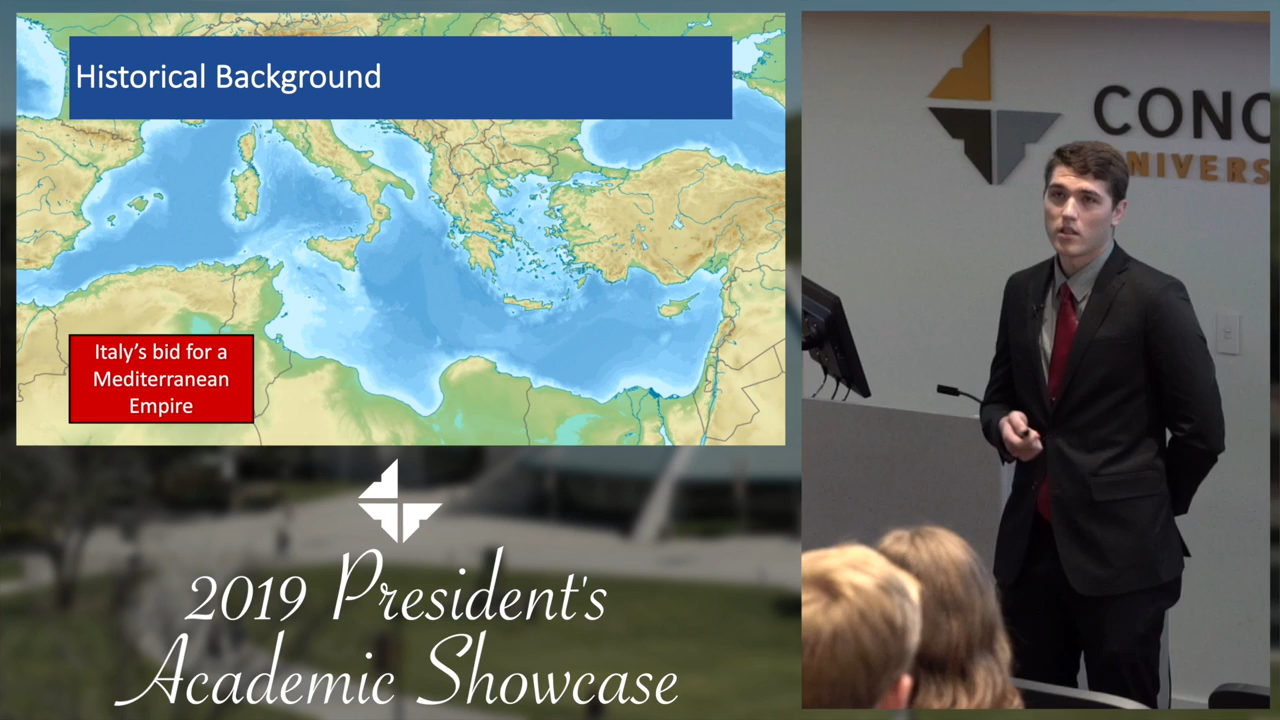 Historical Background
Italy's bid for a
Mediterranean
Empire
2019 President's
Academic Showcase
CONC
NIVERS